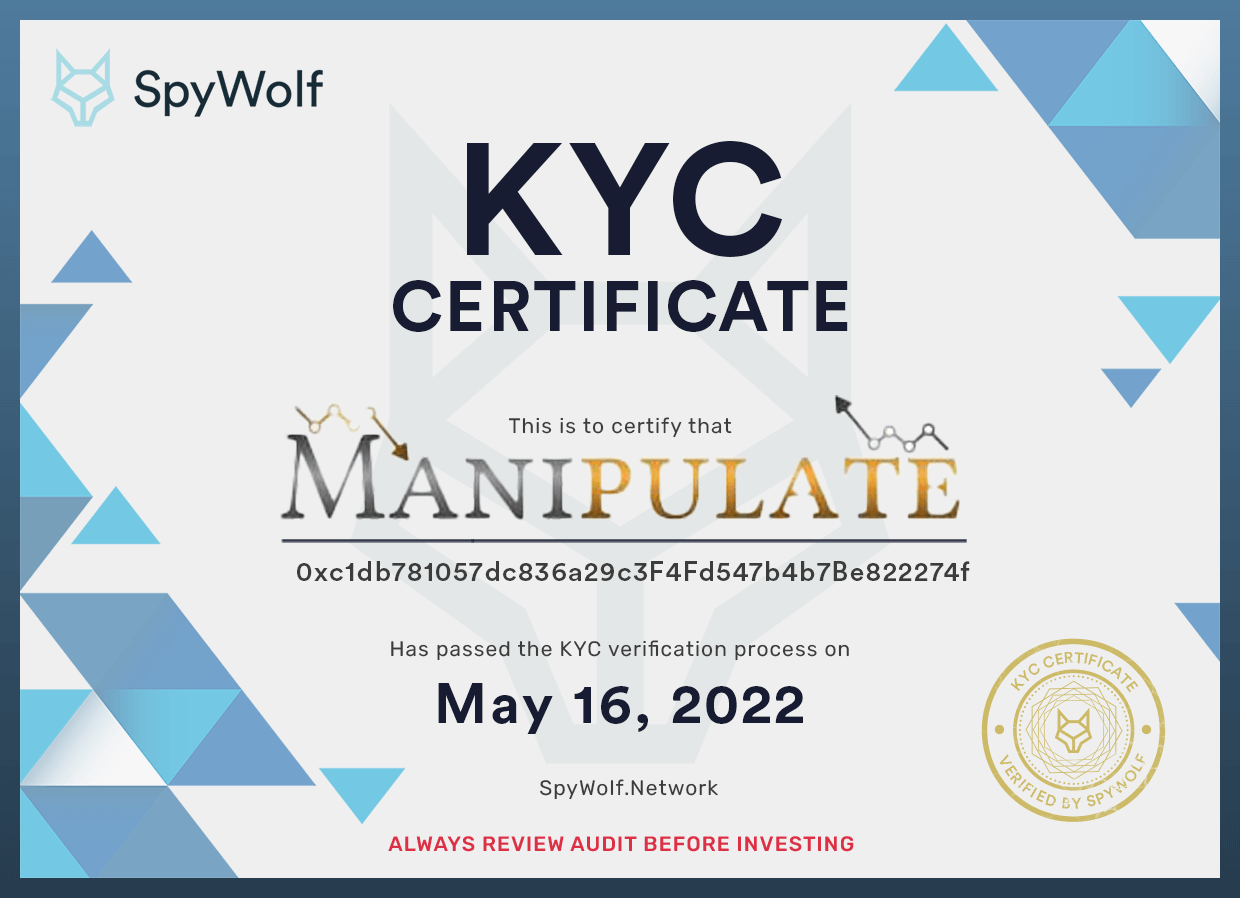 SpyWolf
KYC
CERTIFICATE
This is to certify that
MANIPULATE
0xc1db781057dc836a29c3F4Fd547b4b7Be822274f
Has passed the KYC verification process on
May 16, 2022
SpyWolf.Network
ALWAYS REVIEW AUDIT BEFORE INVESTING
KYC CERTIFICATE
VERIFIED BY SPYWOLF